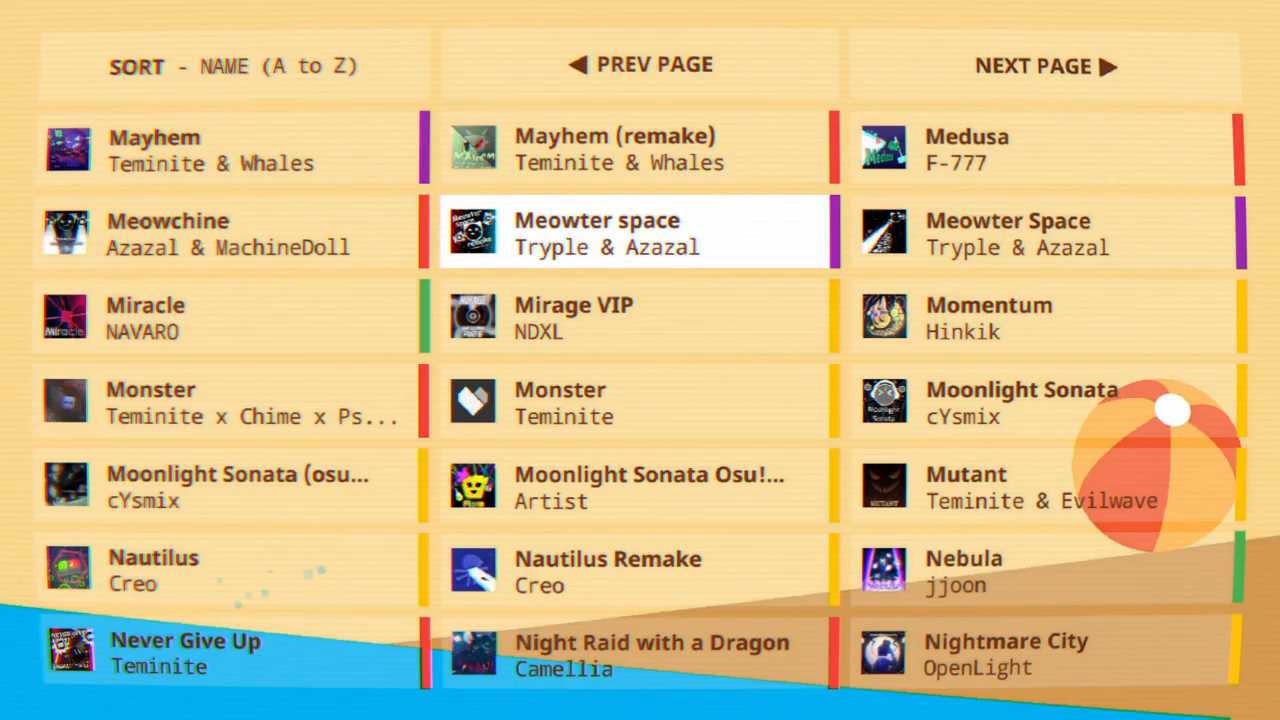 SORT - NAME (A to Z)
◀ PREV PAGE
NEXT PAGE ▶
Mayhem
Teminite & Whales
Mayhem (remake)
Teminite & Whales
Medusa
F-777
Meowchine
Azazal & MachineDoll
Meowter space
Tryple & Azazal
Meowter Space
Tryple & Azazal
Miracle
NAVARO
Mirage VIP
NDXL
Momentum
Hinkik
Monster
Teminite x Chime x Ps...
Monster
Teminite
Moonlight Sonata
cYsmix
Moonlight Sonata (osu...
cYsmix
Moonlight Sonata Osu!...
Artist
Mutant
Teminite & Evilwave
Nautilus
Creo
Nautilus Remake
Creo
Nebula
jjoon
Never Give Up
Teminite
Night Raid with a Dragon
Camellia
Nightmare City
OpenLight